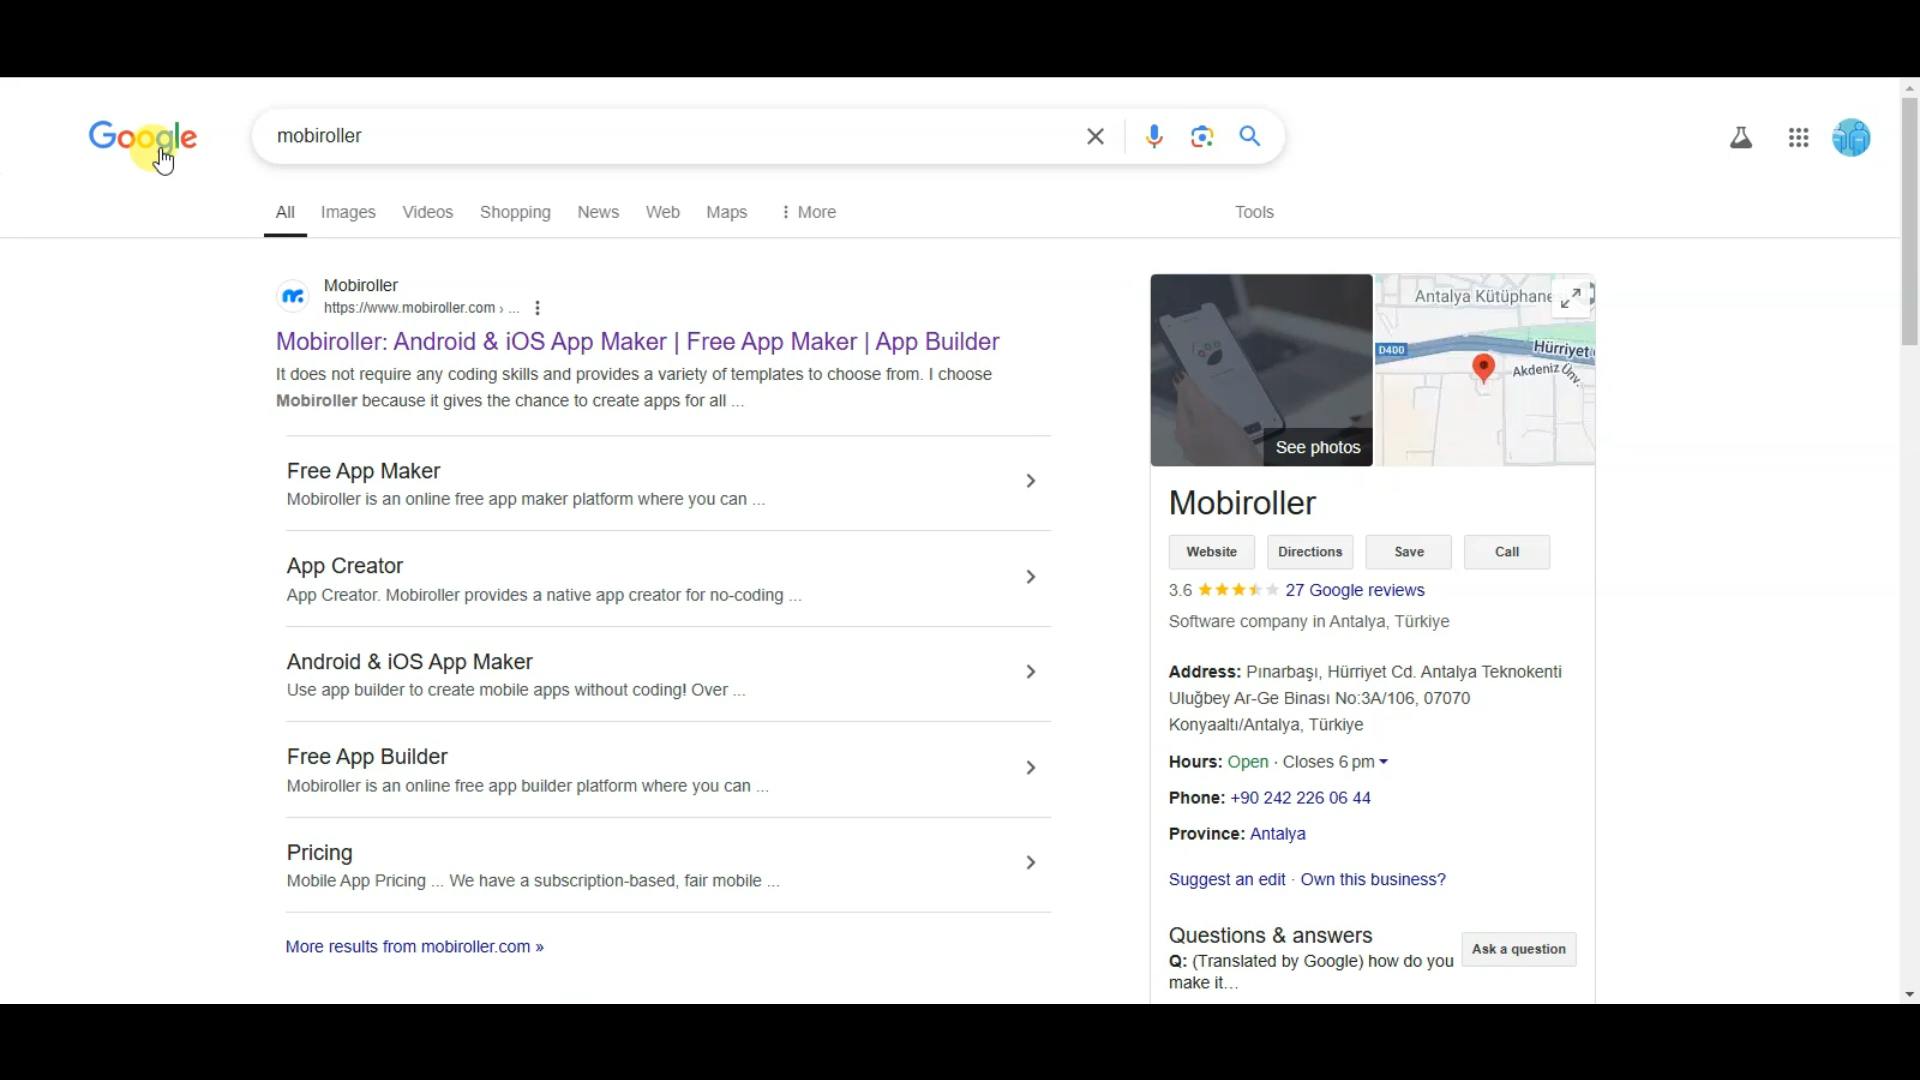 Google
mobiroller
All
Images
Videos
Shopping
News
Web
Maps
More
Tools
Mobiroller
https://www.mobiroller.com › ...
Mobiroller: Android & iOS App Maker | Free App Maker | App Builder
It does not require any coding skills and provides a variety of templates to choose from. I choose
Mobiroller because it gives the chance to create apps for all ...
Free App Maker
Mobiroller is an online free app maker platform where you can ...
App Creator
App Creator. Mobiroller provides a native app creator for no-coding ...
Android & iOS App Maker
Use app builder to create mobile apps without coding! Over ...
Free App Builder
Mobiroller is an online free app builder platform where you can ...
Pricing
Mobile App Pricing ... We have a subscription-based, fair mobile ...
More results from mobiroller.com »
See photos
Antalya Kütüphane
D400
Hürriyet
Akdeniz Ünv.
Mobiroller
Website
Directions
Save
Call
3.6 27 Google reviews
Software company in Antalya, Türkiye
Address: Pınarbaşı, Hürriyet Cd. Antalya Teknokenti
Uluğbey Ar-Ge Binası No:3A/106, 07070
Konyaaltı/Antalya, Türkiye
Hours: Open · Closes 6 pm
Phone: +90 242 226 06 44
Province: Antalya
Suggest an edit · Own this business?
Questions & answers
Q: (Translated by Google) how do you
make it...
Ask a question